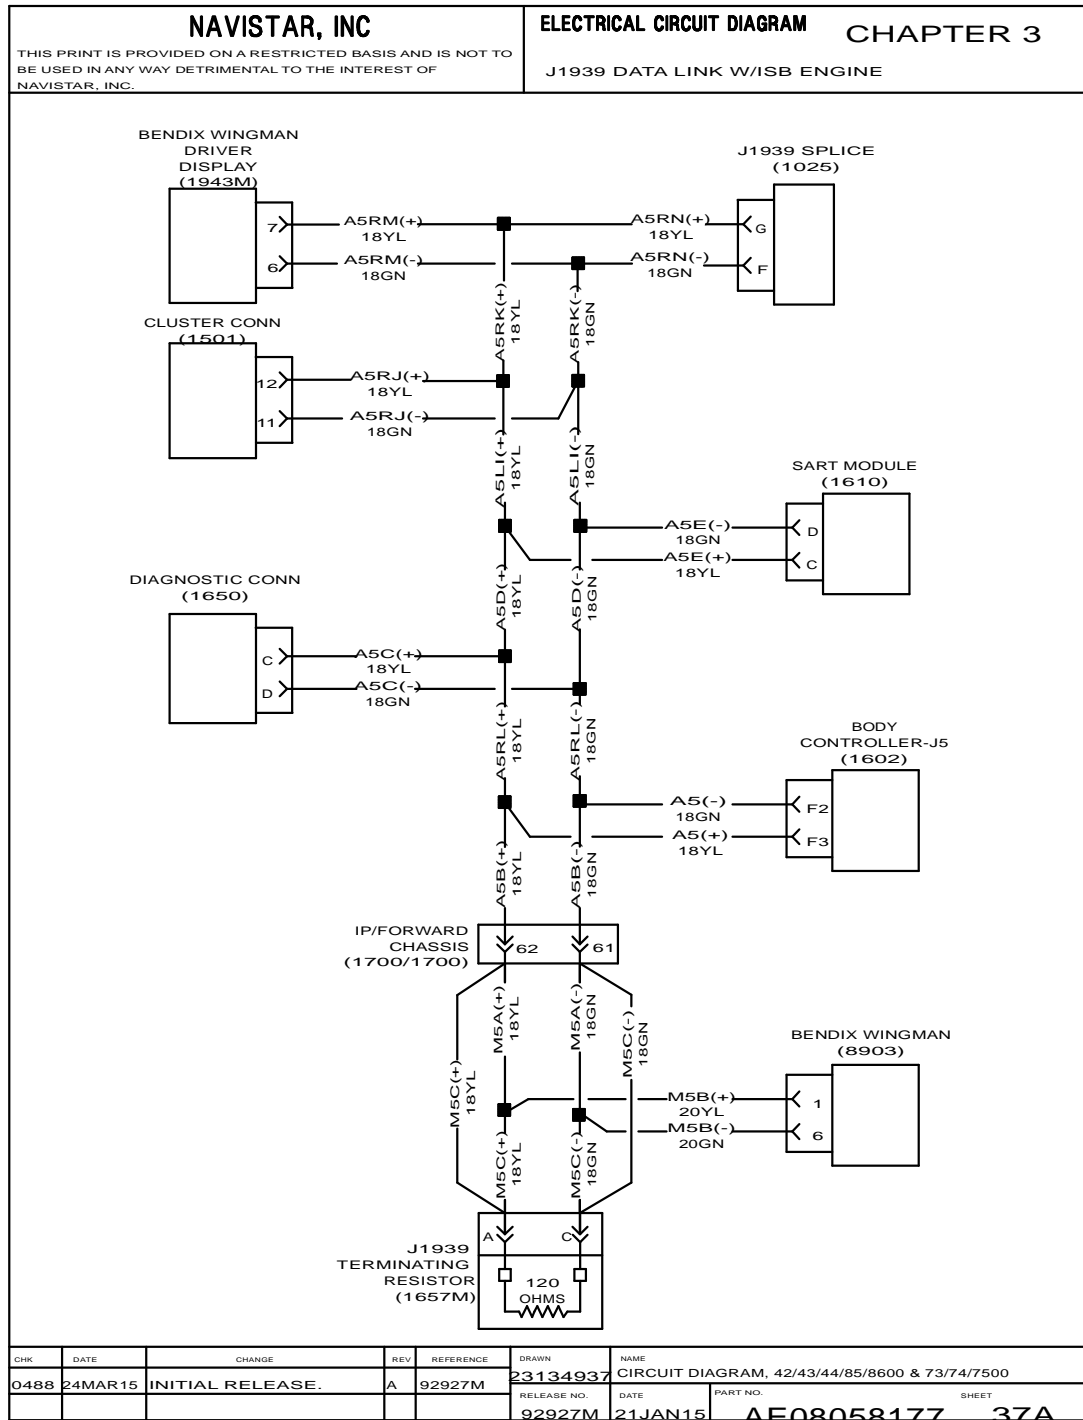 NAVISTAR, INC
THIS PRINT IS PROVIDED ON A RESTRICTED BASIS AND IS NOT TO
BE USED IN ANY WAY DETRIMENTAL TO THE INTEREST OF
NAVISTAR, INC.
ELECTRICAL CIRCUIT DIAGRAM
CHAPTER 3
J1939 DATA LINK W/ISB ENGINE
BENDIX WINGMAN
DRIVER
DISPLAY
(1943M)
7
6
A5RM(+)
18YL
A5RM(-)
18GN
J1939 SPLICE
(1025)
A5RN(+)
18YL
A5RN(-)
18GN
G
F
A5RK(+)
18YL
A5RK(-)
18GN
CLUSTER CONN
(1501)
12
11
A5RJ(+)
18YL
A5RJ(-)
18GN
A5LI(+)
18YL
A5LI(-)
18GN
SART MODULE
(1610)
A5E(-)
18GN
A5E(+)
18YL
D
C
A5D(+)
18YL
A5D(-)
18GN
DIAGNOSTIC CONN
(1650)
C
D
A5C(+)
18YL
A5C(-)
18GN
A5RL(+)
18YL
A5RL(-)
18GN
BODY
CONTROLLER-J5
(1602)
A5(-)
18GN
A5(+)
18YL
F2
F3
A5B(+)
18YL
A5B(-)
18GN
IP/FORWARD
CHASSIS
(1700/1700)
62
61
M5A(+)
18YL
M5A(-)
18GN
M5C(-)
18GN
M5C(+)
18YL
BENDIX WINGMAN
(8903)
M5B(+)
20YL
M5B(-)
20GN
1
6
M5C(+)
18YL
M5C(-)
18GN
A
C
J1939
TERMINATING
RESISTOR
(1657M)
120
OHMS
CHK DATE CHANGE REV REFERENCE
0488 24MAR15 INITIAL RELEASE. A 92927M
DRAWN
23134937
NAME
CIRCUIT DIAGRAM, 42/43/44/85/8600 & 73/74/7500
RELEASE NO.
92927M
DATE
21JAN15
PART NO.
AE08058177
SHEET
37A